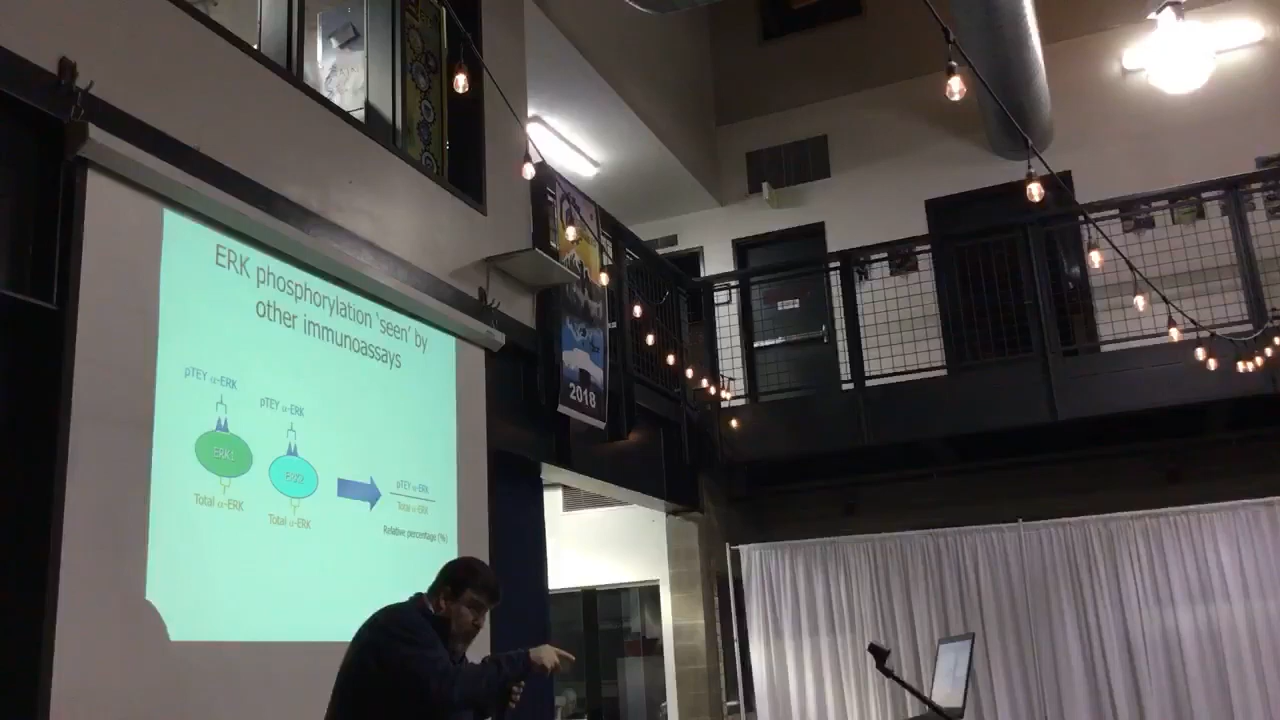 ERK phosphorylation 'seen' by
other immunoassays
pTEY α-ERK
pTEY α-ERK
ERK1
ERK2
Total α-ERK
Total α-ERK
pTEY α-ERK
Total α-ERK
Relative percentage (%)
2018